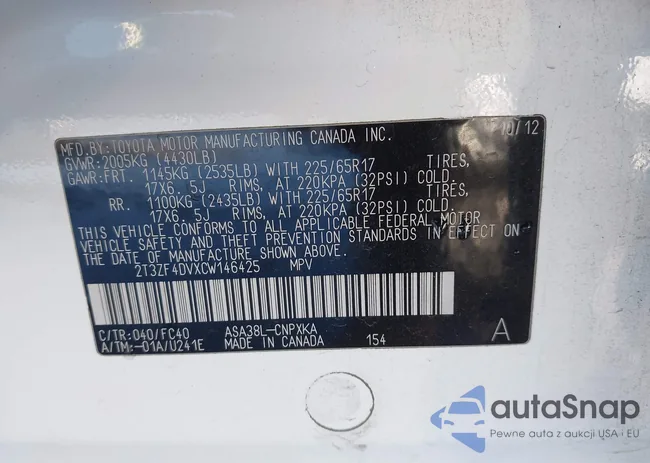 MFD. BY: TOYOTA MOTOR MANUFACTURING CANADA INC. 10/12
GVWR: 2005KG (4430LB)
GAWR: FRT. 1145KG (2535LB) WITH 225/65R17 TIRES,
17X6. 5J RIMS, AT 220KPA (32PSI) COLD.
RR. 1100KG (2435LB) WITH 225/65R17 TIRES,
17X6. 5J RIMS, AT 220KPA (32PSI) COLD.
THIS VEHICLE CONFORMS TO ALL APPLICABLE FEDERAL MOTOR
VEHICLE SAFETY AND THEFT PREVENTION STANDARDS IN EFFECT ON
THE DATE OF MANUFACTURE SHOWN ABOVE.
2T3ZF4DVXCW146425 MPV
C/TR: 040/FC40 ASA38L-CNPXKA
A/TM: -01A/U241E MADE IN CANADA 154 A
autaSnap
Pewne auta z aukcji USA i EU